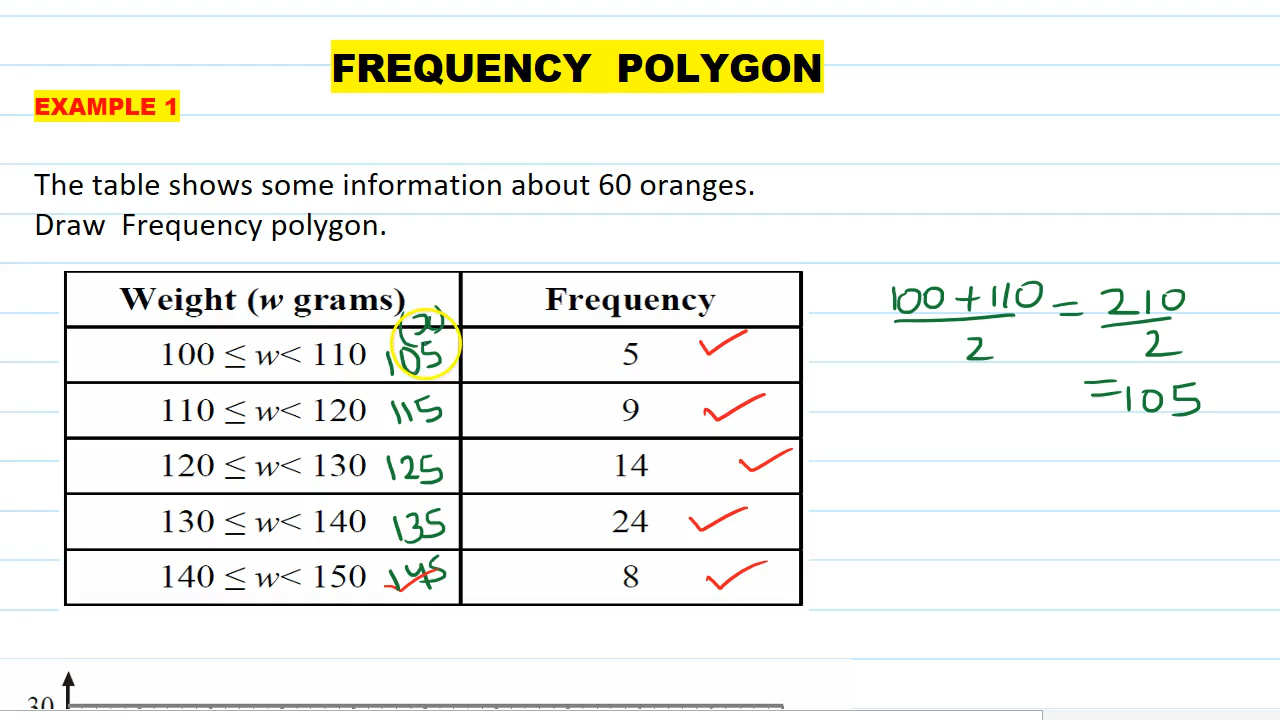 FREQUENCY POLYGON
EXAMPLE 1
The table shows some information about 60 oranges.
Draw Frequency polygon.
Weight (w grams) Frequency
(x)
100 ≤ w< 110 105 5
110 ≤ w< 120 115 9
120 ≤ w< 130 125 14
130 ≤ w< 140 135 24
140 ≤ w< 150 145 8
100 + 110 = 210
2 2
= 105
30